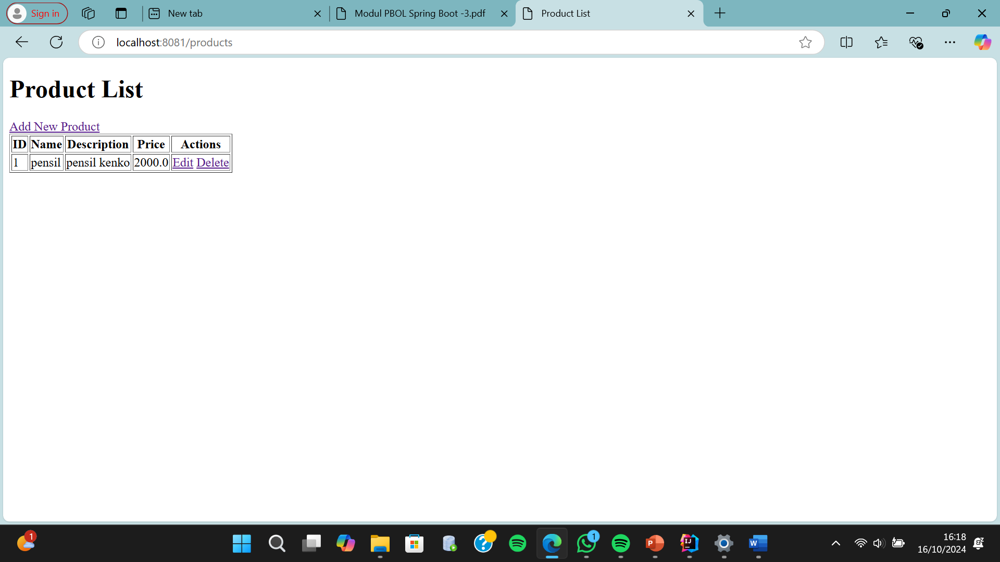 Sign in
New tab
Modul PBOL Spring Boot -3.pdf
Product List
localhost:8081/products
Product List
Add New Product
ID Name Description Price Actions
1 pensil pensil kenko 2000.0 Edit Delete
1
1
P
IJ
W
16:18
16/10/2024